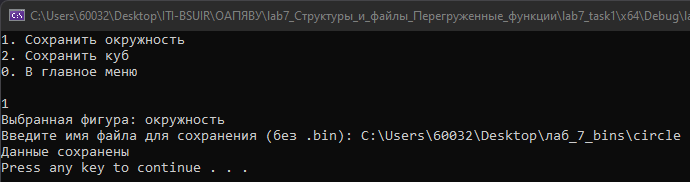 C:\Users\60032\Desktop\ITI-BSUIR\ОАПЯВУ\lab7_Структуры_и_файлы_Перегруженные_функции\lab7_task1\x64\Debug\la
1. Сохранить окружность
2. Сохранить куб
0. В главное меню
1
Выбранная фигура: окружность
Введите имя файла для сохранения (без .bin): C:\Users\60032\Desktop\лаб_7_bins\circle
Данные сохранены
Press any key to continue . . .